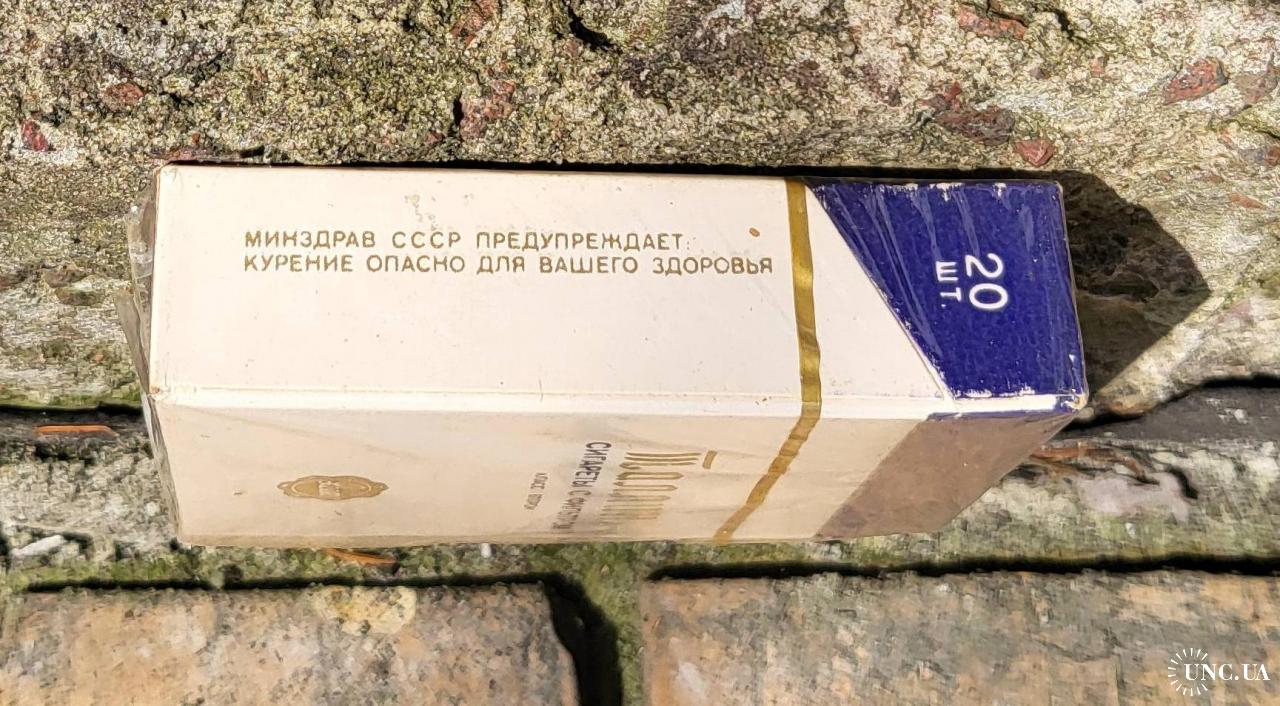 МИНЗДРАВ СССР ПРЕДУПРЕЖДАЕТ:
КУРЕНИЕ ОПАСНО ДЛЯ ВАШЕГО ЗДОРОВЬЯ
20
ШТ.
СИГАРЕТЫ С ФИЛЬТРОМ
UNC.UA